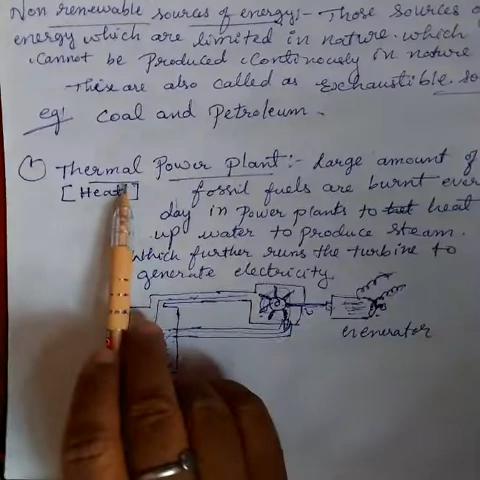 Non renewable sources of energy:- Those sources
energy which are limited in nature. which
cannot be produced continously in nature
These are also called as exhaustible. so
eg: Coal and Petroleum.
Thermal Power plant:- large amount of
[Heat] fossil fuels are burnt ever
day in power plants to heat
up water to produce steam.
which further runs the turbine to
generate electricity.
Generator